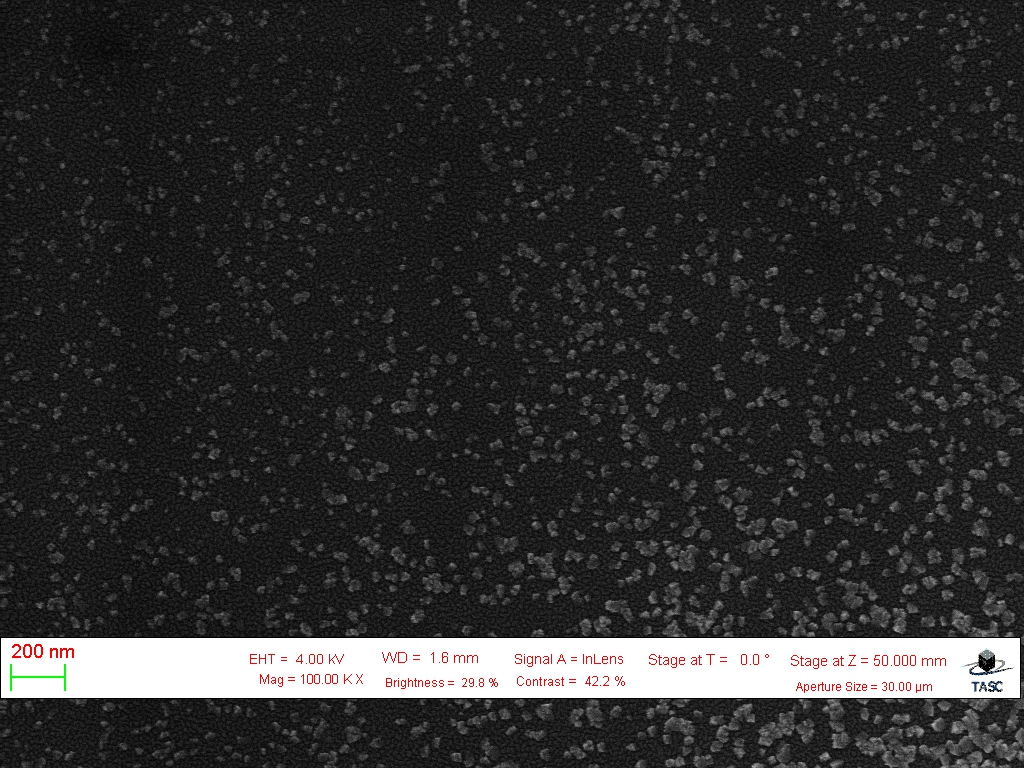 200 nm
EHT = 4.00 kV WD = 1.6 mm Signal A = InLens Stage at T = 0.0 ° Stage at Z = 50.000 mm
Mag = 100.00 K X Brightness = 29.8 % Contrast = 42.2 % Aperture Size = 30.00 µm
TASC